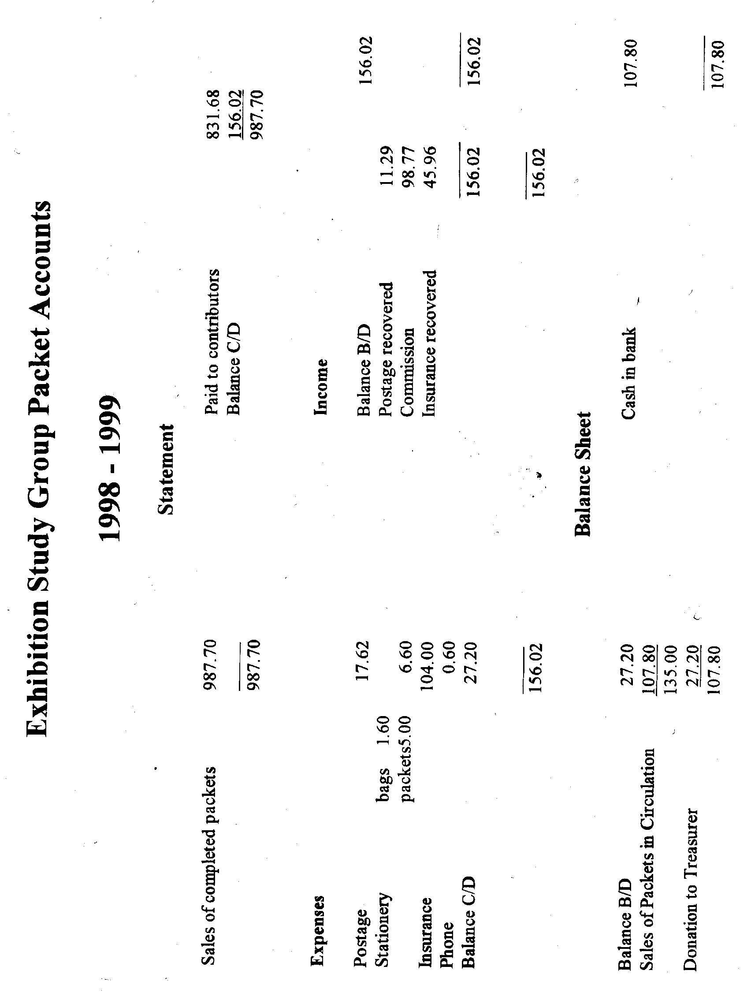 Exhibition Study Group Packet Accounts
1998 - 1999
Statement
Sales of completed packets 987.70 Paid to contributors 831.68
Balance C/D 156.02
987.70 987.70
Expenses Income
Postage 17.62 Balance B/D 156.02
Stationery bags 1.60 Postage recovered 11.29
packets5.00 6.60 Commission 98.77
Insurance 104.00 Insurance recovered 45.96
Phone 0.60
Balance C/D 27.20 156.02 156.02
156.02 156.02
Balance Sheet
Balance B/D 27.20 Cash in bank 107.80
Sales of Packets in Circulation 107.80
135.00
Donation to Treasurer 27.20
107.80 107.80